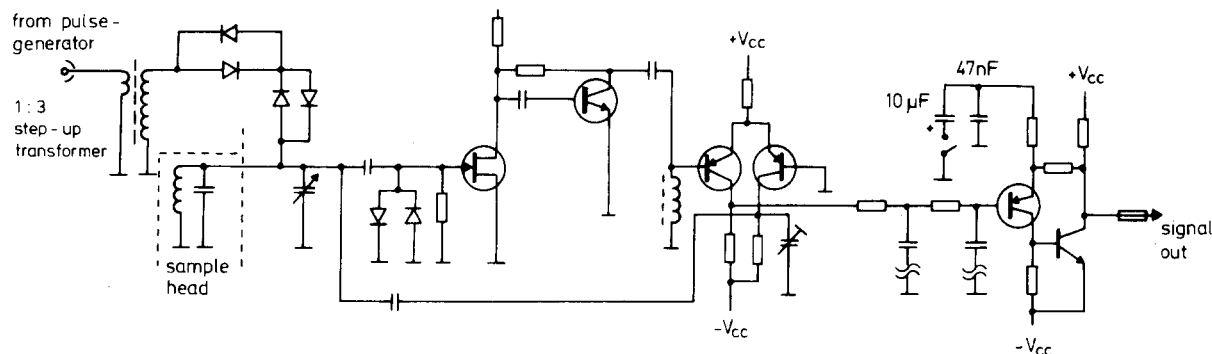 from pulse-
generator
1:3
step-up
transformer
sample
head
+Vcc
-Vcc
10 µF
+
47nF
+Vcc
signal
out
-Vcc